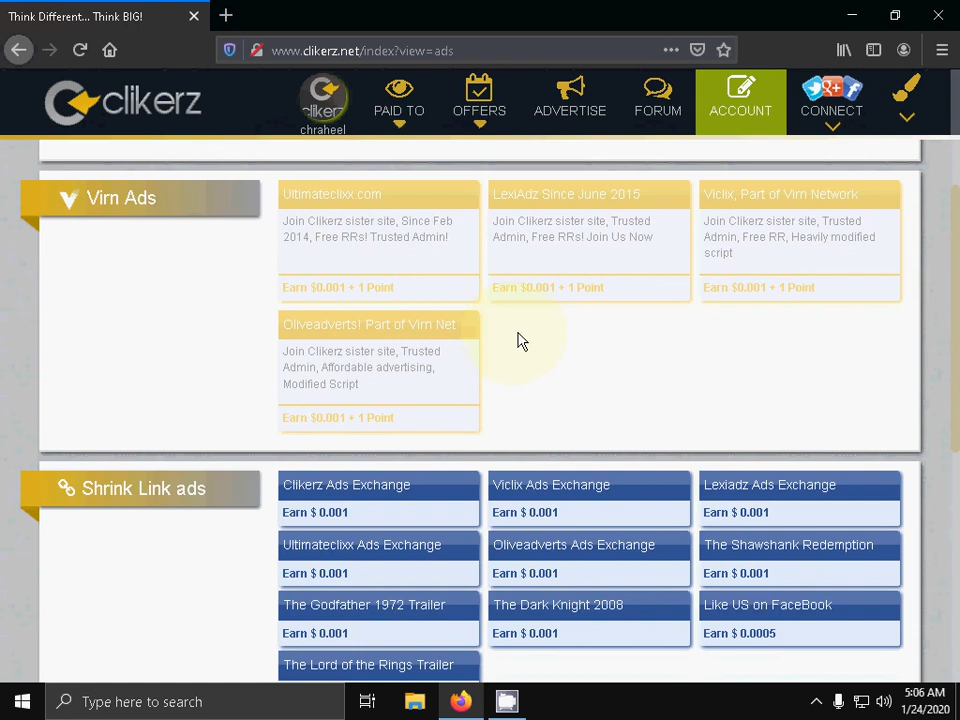 Think Different... Think BIG!
www.clikerz.net/index?view=ads
clikerz
clikerz
chraheel
PAID TO
OFFERS
ADVERTISE
FORUM
ACCOUNT
CONNECT
Virn Ads
Ultimateclixx.com
Join Clikerz sister site, Since Feb
2014, Free RRs! Trusted Admin!
Earn $0.001 + 1 Point
LexiAdz Since June 2015
Join Clikerz sister site, Trusted
Admin, Free RRs! Join Us Now
Earn $0.001 + 1 Point
Viclix, Part of Virn Network
Join Clikerz sister site, Trusted
Admin, Free RR, Heavily modified
script
Earn $0.001 + 1 Point
Oliveadverts! Part of Virn Net
Join Clikerz sister site, Trusted
Admin, Affordable advertising,
Modified Script
Earn $0.001 + 1 Point
Shrink Link ads
Clikerz Ads Exchange
Earn $ 0.001
Viclix Ads Exchange
Earn $ 0.001
Lexiadz Ads Exchange
Earn $ 0.001
Ultimateclixx Ads Exchange
Earn $ 0.001
Oliveadverts Ads Exchange
Earn $ 0.001
The Shawshank Redemption
Earn $ 0.001
The Godfather 1972 Trailer
Earn $ 0.001
The Dark Knight 2008
Earn $ 0.001
Like US on FaceBook
Earn $ 0.0005
The Lord of the Rings Trailer
Type here to search
5:06 AM
1/24/2020